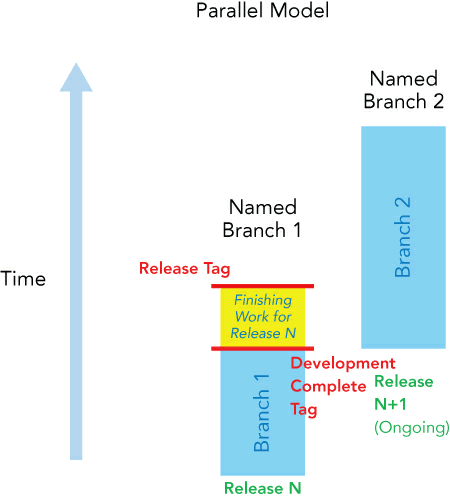 Parallel Model
Named
Branch 2
Branch 2
Named
Branch 1
Time
Release Tag
Finishing
Work for
Release N
Development
Complete
Tag
Branch 1
Release
N+1
(Ongoing)
Release N